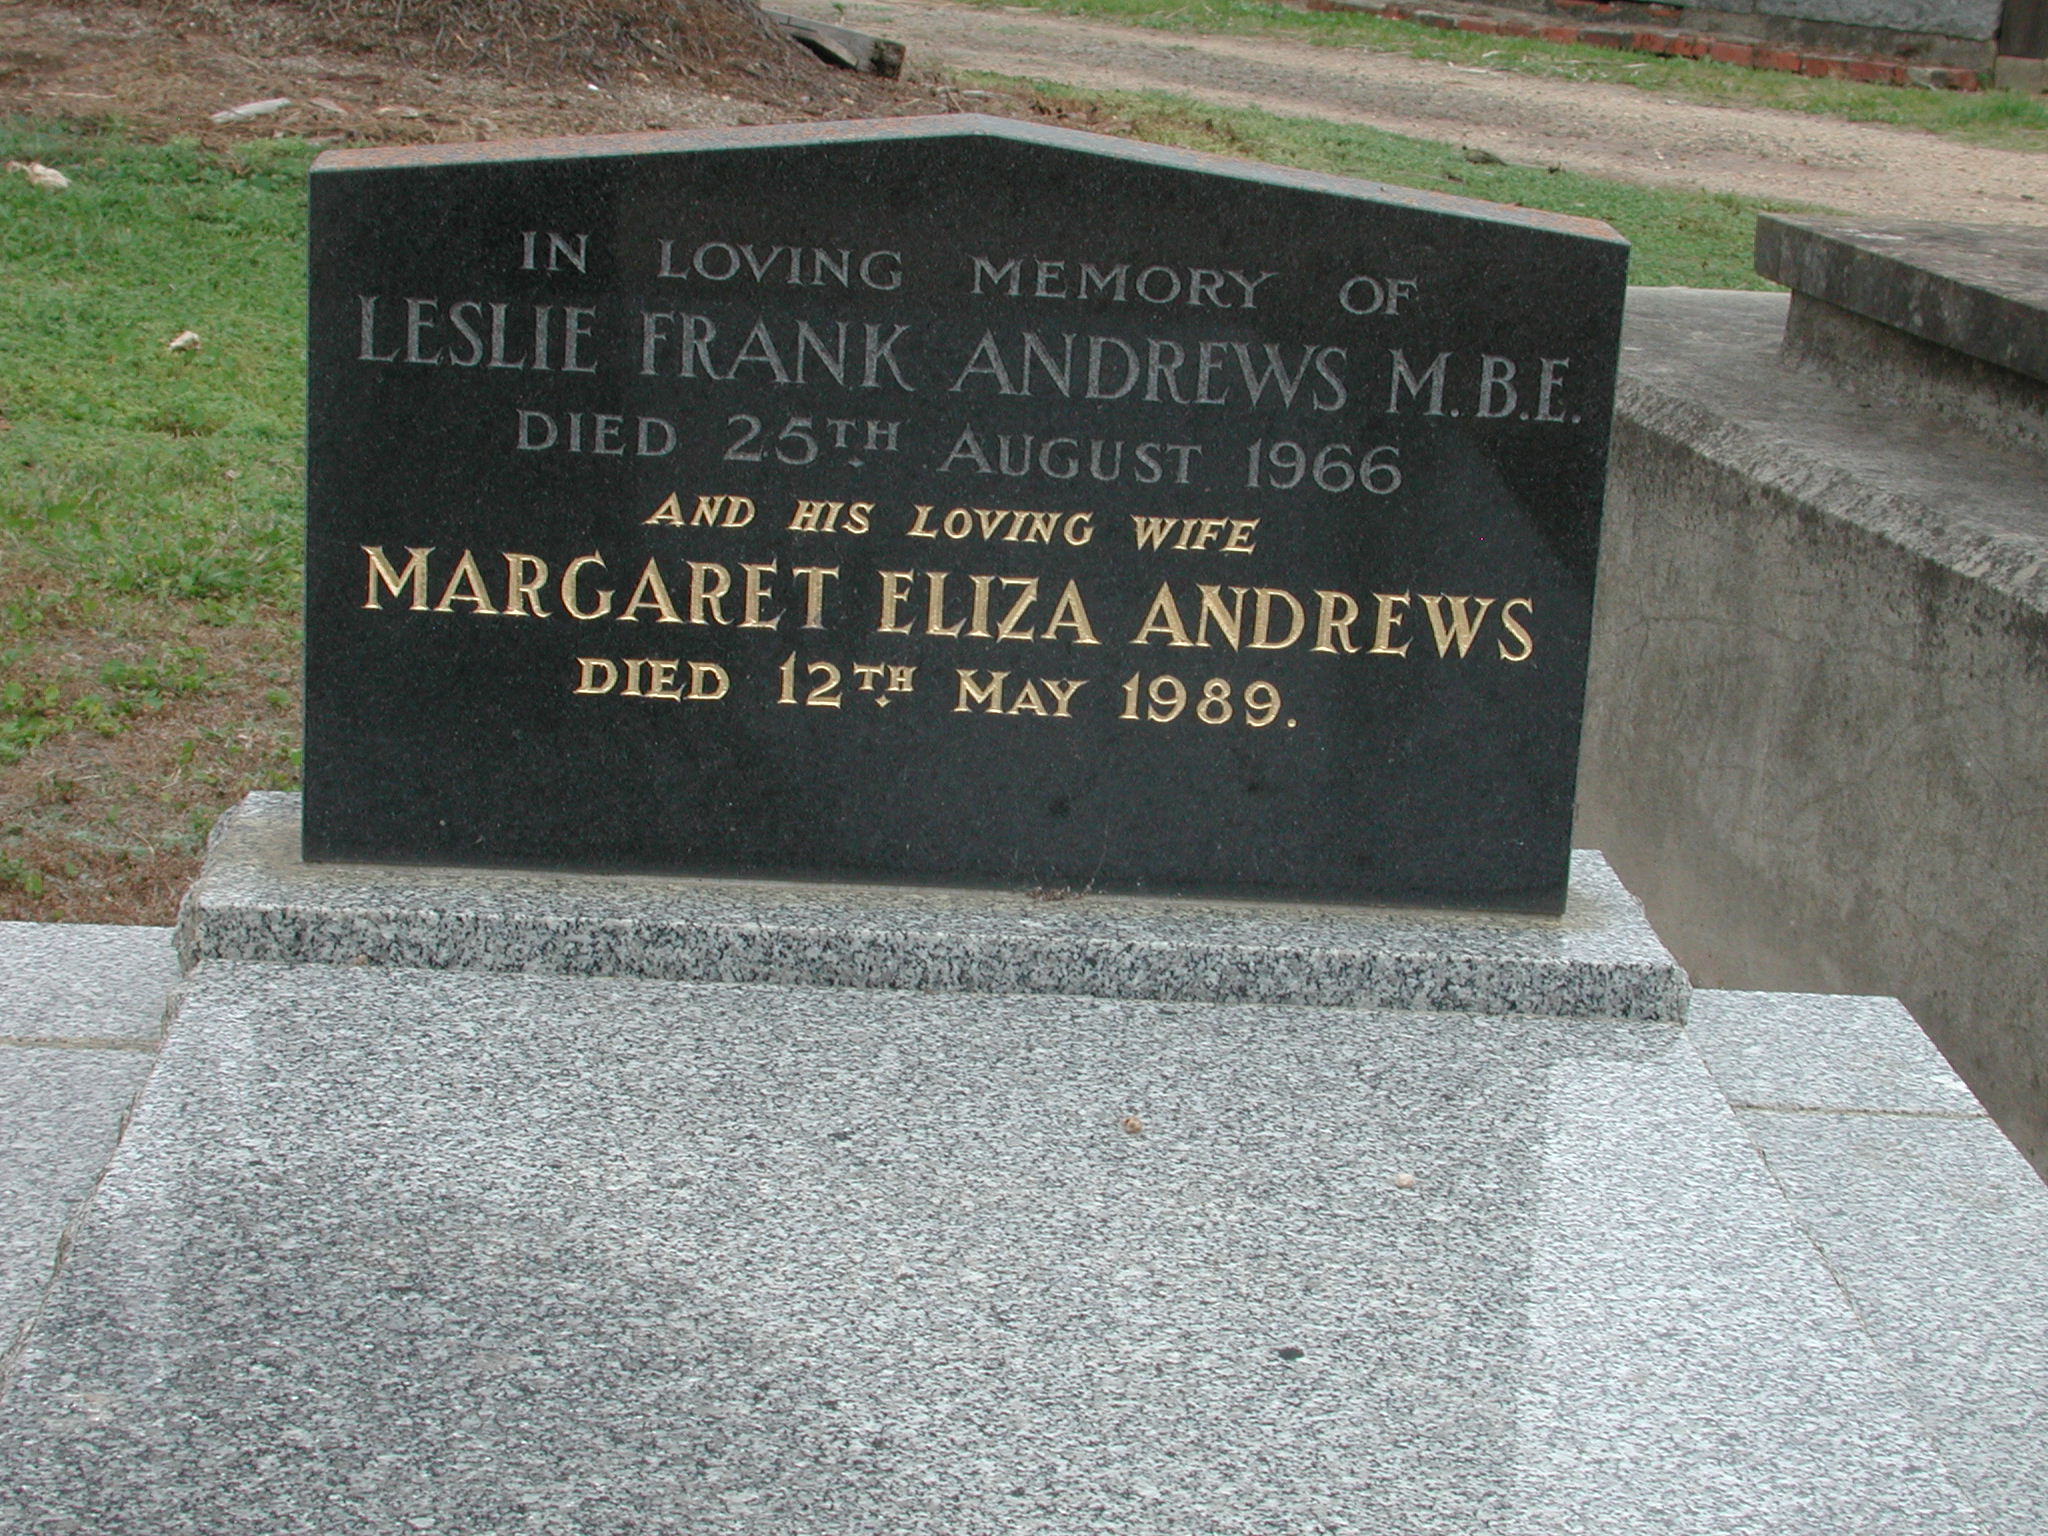 IN LOVING MEMORY OF
LESLIE FRANK ANDREWS M.B.E.
DIED 25TH AUGUST 1966
AND HIS LOVING WIFE
MARGARET ELIZA ANDREWS
DIED 12TH MAY 1989.